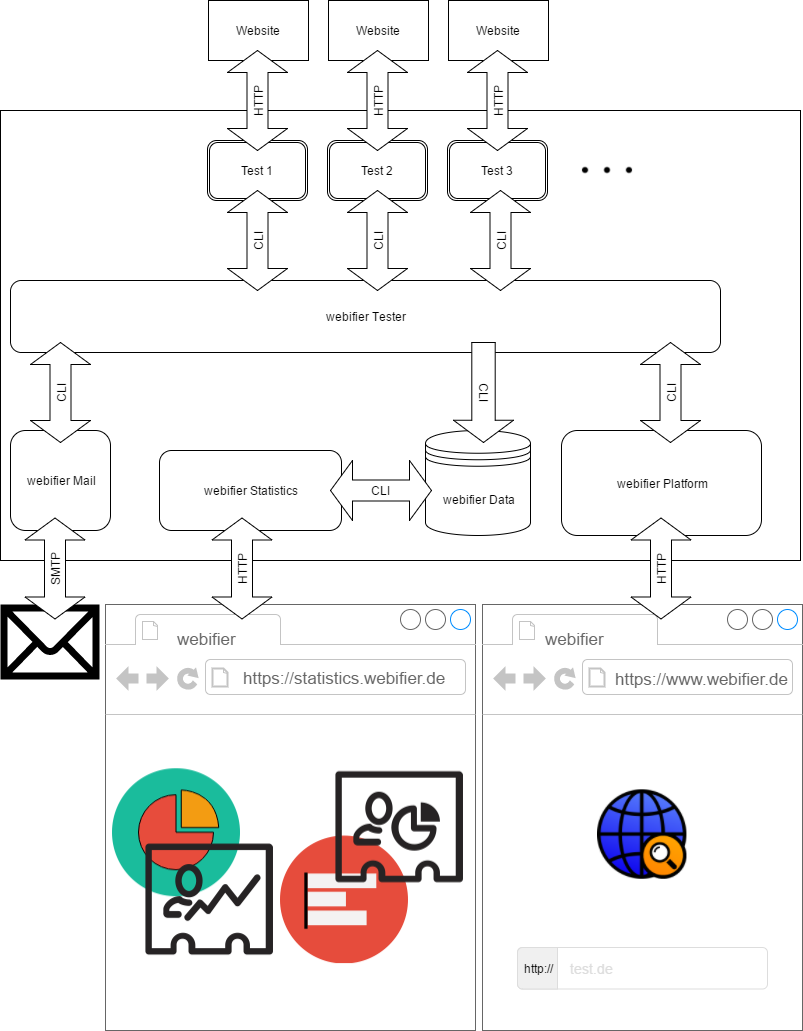 Website
Website
Website
HTTP
HTTP
HTTP
Test 1
Test 2
Test 3
CLI
CLI
CLI
webifier Tester
CLI
CLI
CLI
webifier Mail
webifier Statistics
CLI
webifier Data
webifier Platform
SMTP
HTTP
HTTP
webifier
https://statistics.webifier.de
webifier
https://www.webifier.de
http://
test.de